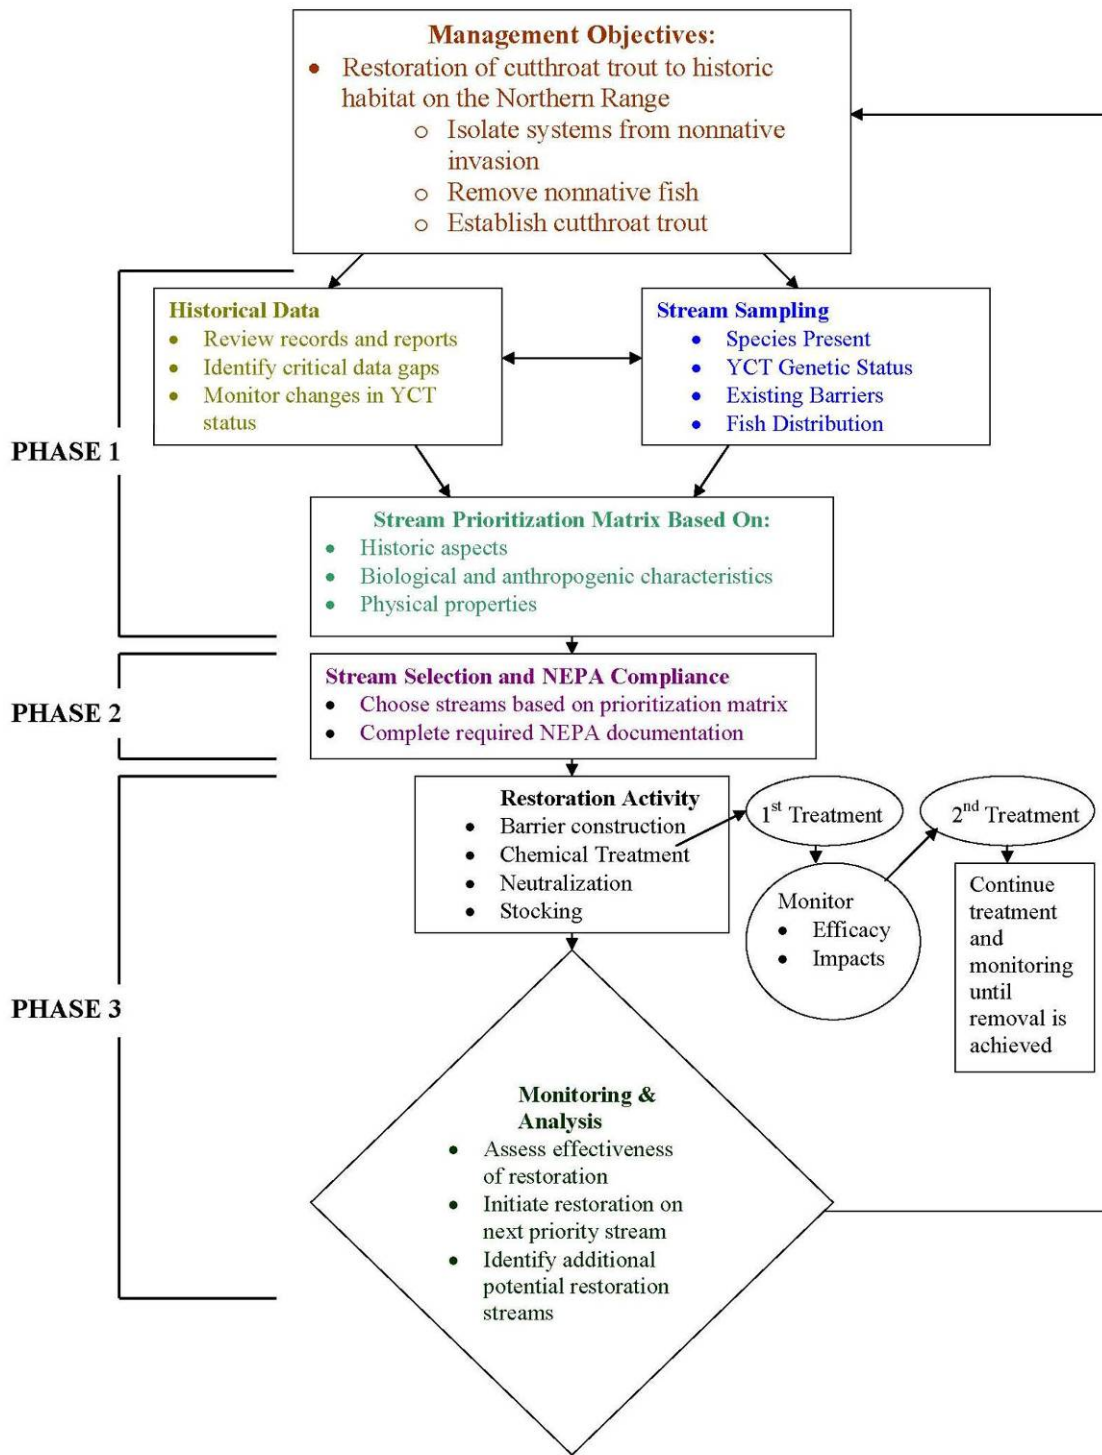 Management Objectives:
• Restoration of cutthroat trout to historic
habitat on the Northern Range
o Isolate systems from nonnative
invasion
o Remove nonnative fish
o Establish cutthroat trout
PHASE 1
Historical Data
• Review records and reports
• Identify critical data gaps
• Monitor changes in YCT
status
Stream Sampling
• Species Present
• YCT Genetic Status
• Existing Barriers
• Fish Distribution
Stream Prioritization Matrix Based On:
• Historic aspects
• Biological and anthropogenic characteristics
• Physical properties
PHASE 2
Stream Selection and NEPA Compliance
• Choose streams based on prioritization matrix
• Complete required NEPA documentation
PHASE 3
Restoration Activity
• Barrier construction
• Chemical Treatment
• Neutralization
• Stocking
1st Treatment
Monitor
• Efficacy
• Impacts
2nd Treatment
Continue
treatment
and
monitoring
until
removal is
achieved
Monitoring &
Analysis
• Assess effectiveness
of restoration
• Initiate restoration on
next priority stream
• Identify additional
potential restoration
streams